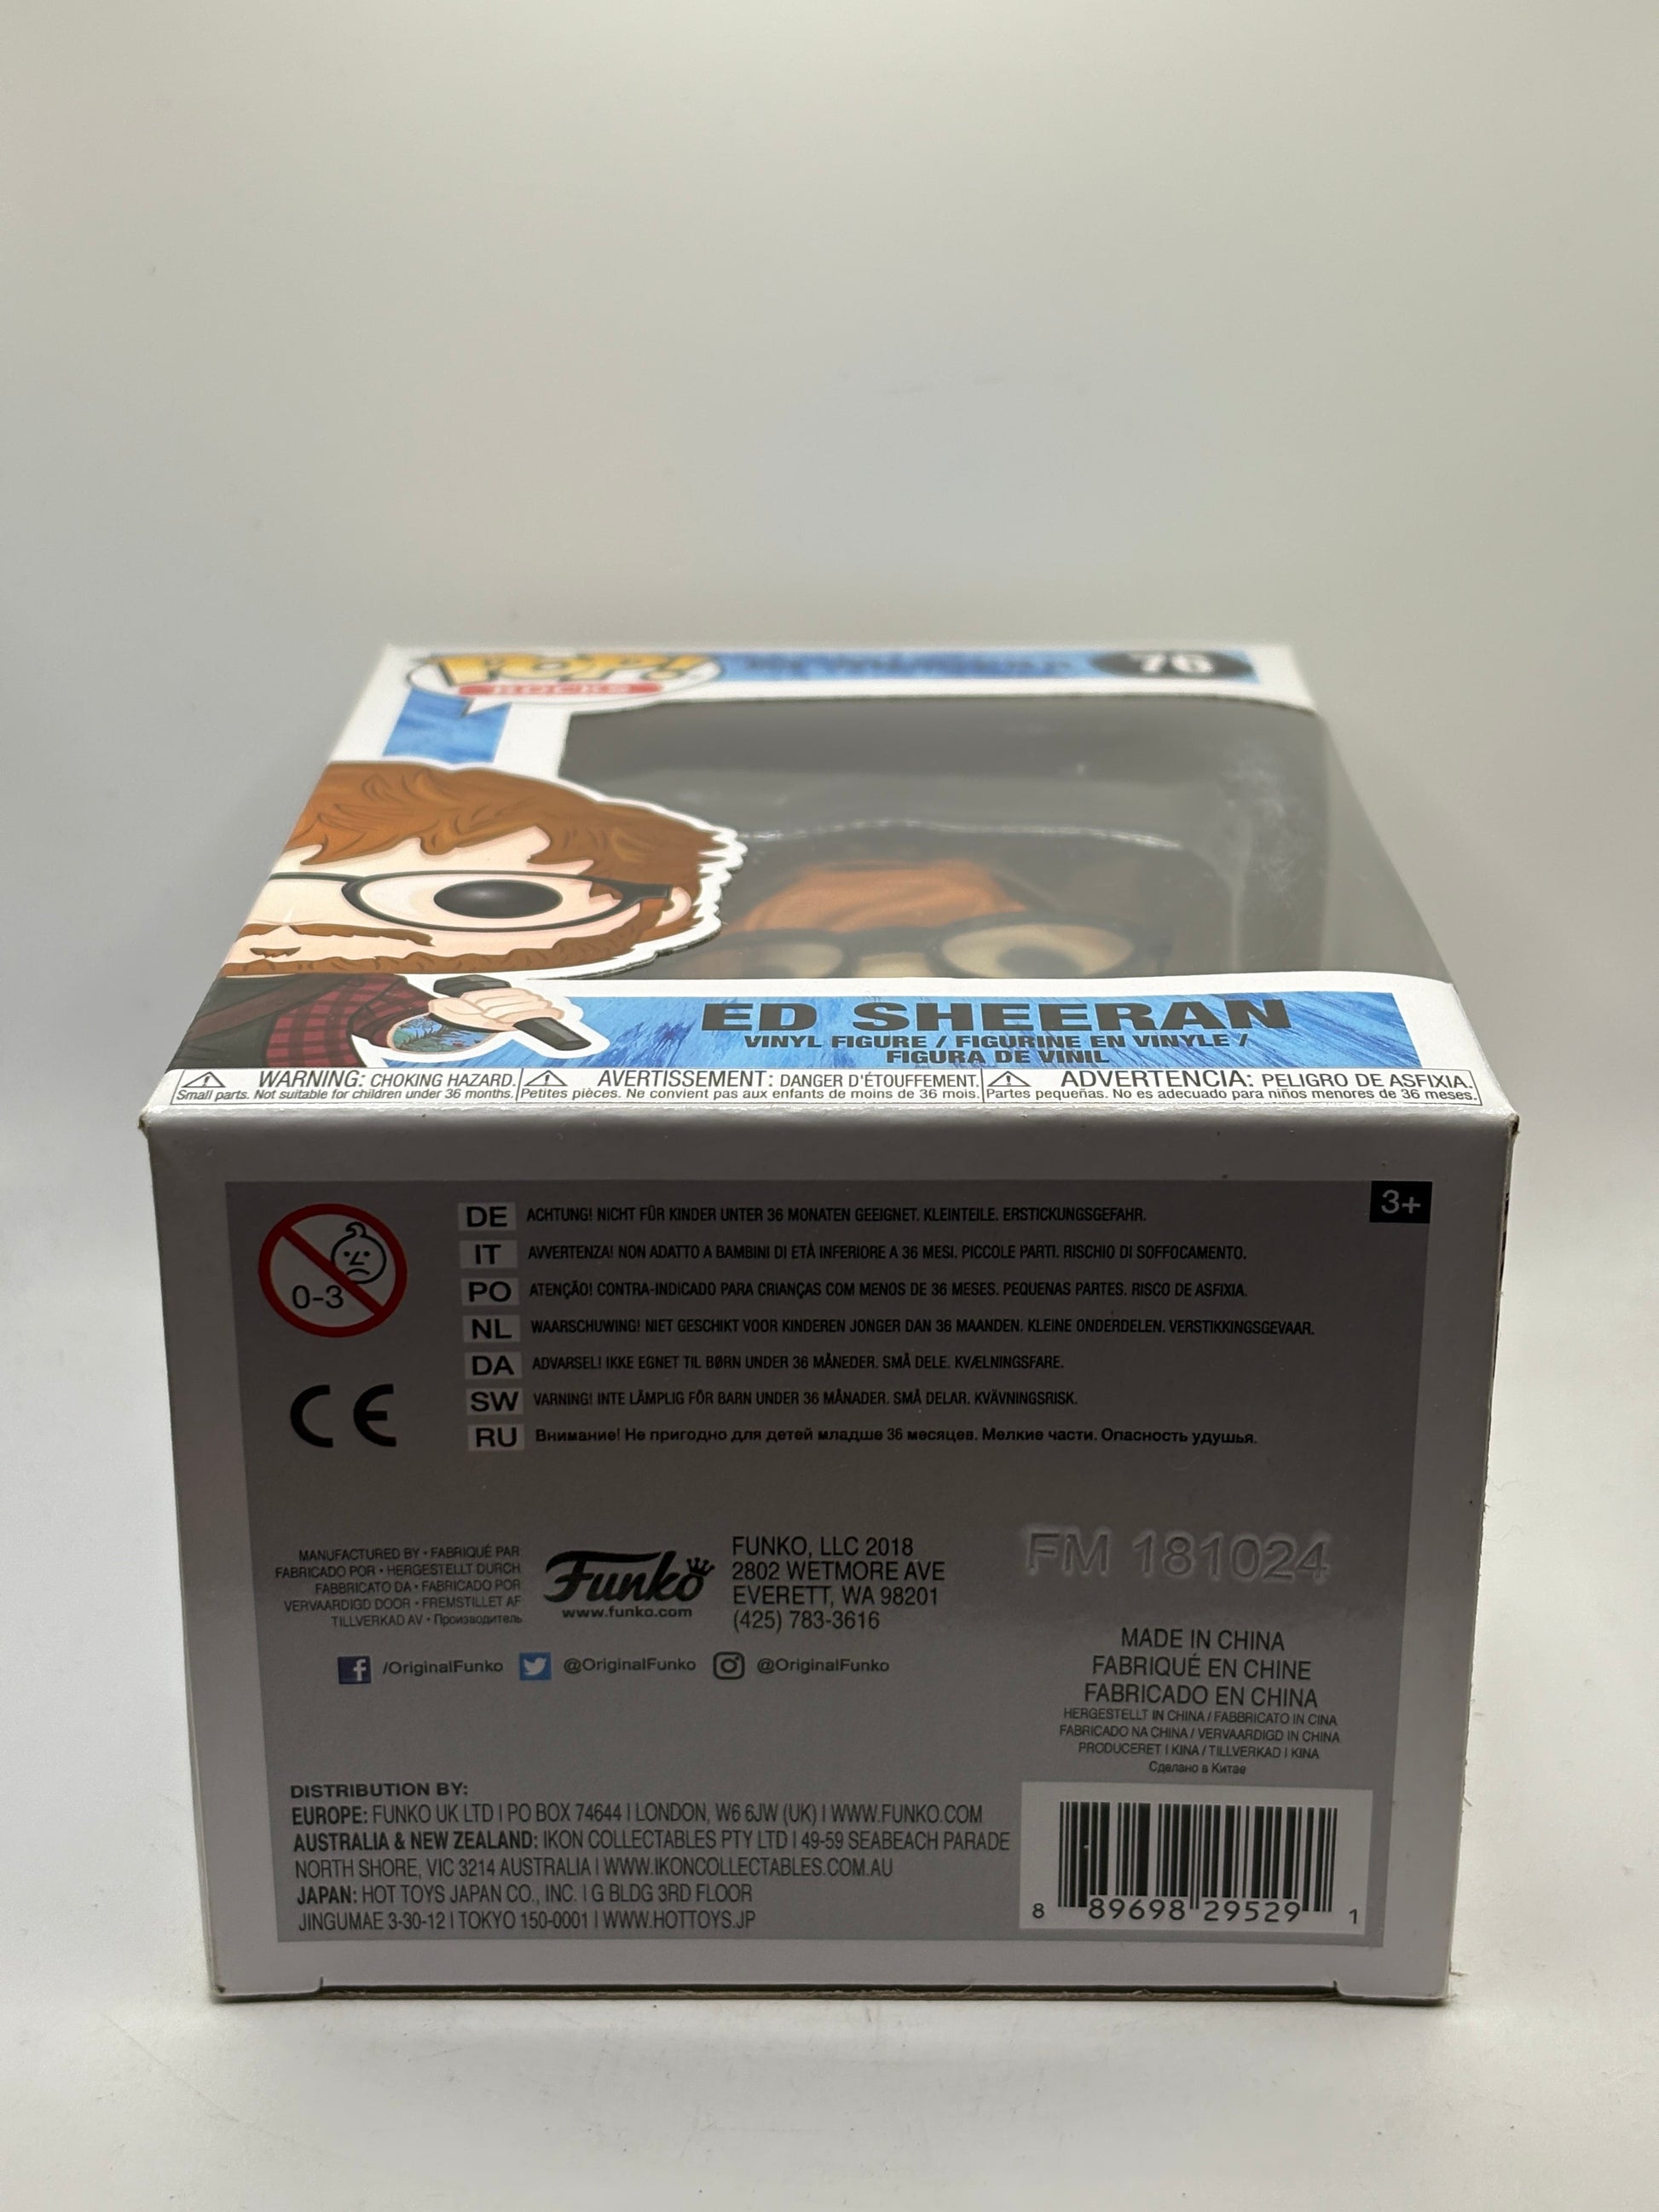 POP!
ROCKS
76
ED SHEERAN
VINYL FIGURE / FIGURINE EN VINYLE /
FIGURA DE VINIL
WARNING: CHOKING HAZARD.
Small parts. Not suitable for children under 36 months.
AVERTISSEMENT: DANGER D'ÉTOUFFEMENT.
Petites pièces. Ne convient pas aux enfants de moins de 36 mois.
ADVERTENCIA: PELIGRO DE ASFIXIA.
Partes pequeñas. No es adecuado para niños menores de 36 meses.
3+
0-3
DE ACHTUNG! NICHT FÜR KINDER UNTER 36 MONATEN GEEIGNET. KLEINTEILE. ERSTICKUNGSGEFAHR.
IT AVVERTENZA! NON ADATTO A BAMBINI DI ETÀ INFERIORE A 36 MESI. PICCOLE PARTI. RISCHIO DI SOFFOCAMENTO.
PO ATENÇÃO! CONTRA-INDICADO PARA CRIANÇAS COM MENOS DE 36 MESES. PEQUENAS PARTES. RISCO DE ASFIXIA.
NL WAARSCHUWING! NIET GESCHIKT VOOR KINDEREN JONGER DAN 36 MAANDEN. KLEINE ONDERDELEN. VERSTIKKINGSGEVAAR.
DA ADVARSEL! IKKE EGNET TIL BØRN UNDER 36 MÅNEDER. SMÅ DELE. KVÆLNINGSFARE.
SW VARNING! INTE LÄMPLIG FÖR BARN UNDER 36 MÅNADER. SMÅ DELAR. KVÄVNINGSRISK.
RU Внимание! Не пригодно для детей младше 36 месяцев. Мелкие части. Опасность удушья.
CE
MANUFACTURED BY • FABRIQUÉ PAR
FABRICADO POR • HERGESTELLT DURCH
FABBRICATO DA • FABRICADO POR
VERVAARDIGD DOOR • FREMSTILLET AF
TILLVERKAD AV • Производитель
Funko
www.funko.com
FUNKO, LLC 2018
2802 WETMORE AVE
EVERETT, WA 98201
(425) 783-3616
FM 181024
/OriginalFunko @OriginalFunko @OriginalFunko
MADE IN CHINA
FABRIQUÉ EN CHINE
FABRICADO EN CHINA
HERGESTELLT IN CHINA / FABBRICATO IN CINA
FABRICADO NA CHINA / VERVAARDIGD IN CHINA
PRODUCERET I KINA / TILLVERKAD I KINA
Сделано в Китае
DISTRIBUTION BY:
EUROPE: FUNKO UK LTD | PO BOX 74644 | LONDON, W6 6JW (UK) | WWW.FUNKO.COM
AUSTRALIA & NEW ZEALAND: IKON COLLECTABLES PTY LTD | 49-59 SEABEACH PARADE
NORTH SHORE, VIC 3214 AUSTRALIA | WWW.IKONCOLLECTABLES.COM.AU
JAPAN: HOT TOYS JAPAN CO., INC. | G BLDG 3RD FLOOR
JINGUMAE 3-30-12 | TOKYO 150-0001 | WWW.HOTTOYS.JP
8 89698 29529 1